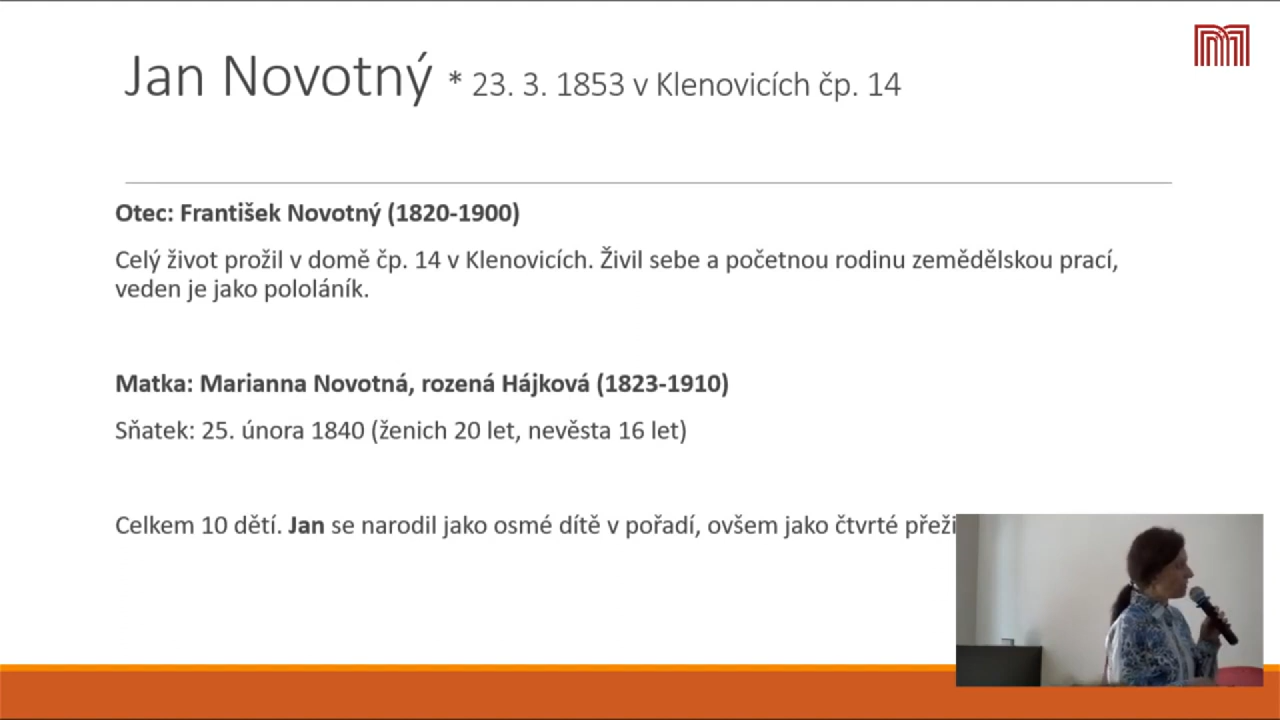 Jan Novotný * 23. 3. 1853 v Klenovicích čp. 14
Otec: František Novotný (1820-1900)
Celý život prožil v domě čp. 14 v Klenovicích. Živil sebe a početnou rodinu zemědělskou prací,
veden je jako pololáník.
Matka: Marianna Novotná, rozená Hájková (1823-1910)
Sňatek: 25. února 1840 (ženich 20 let, nevěsta 16 let)
Celkem 10 dětí. Jan se narodil jako osmé dítě v pořadí, ovšem jako čtvrté